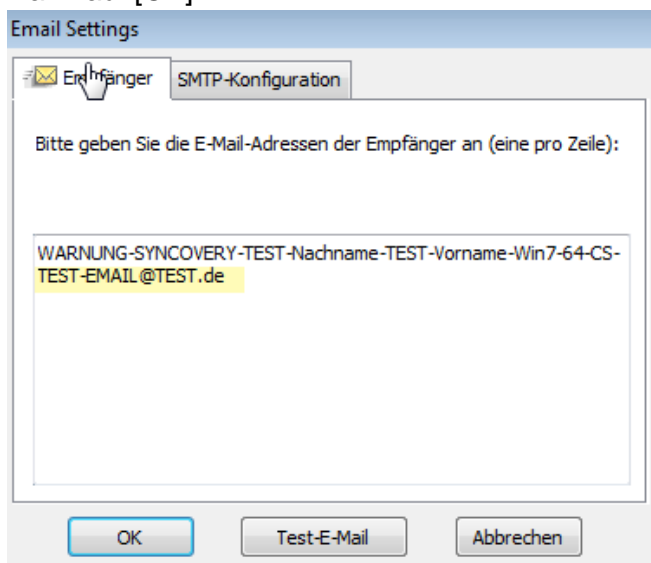 Email Settings
Empfänger SMTP-Konfiguration
Bitte geben Sie die E-Mail-Adressen der Empfänger an (eine pro Zeile):
WARNUNG-SYNCOVERY-TEST-Nachname-TEST-Vorname-Win7-64-CS-
TEST-EMAIL@TEST.de
OK Test-E-Mail Abbrechen